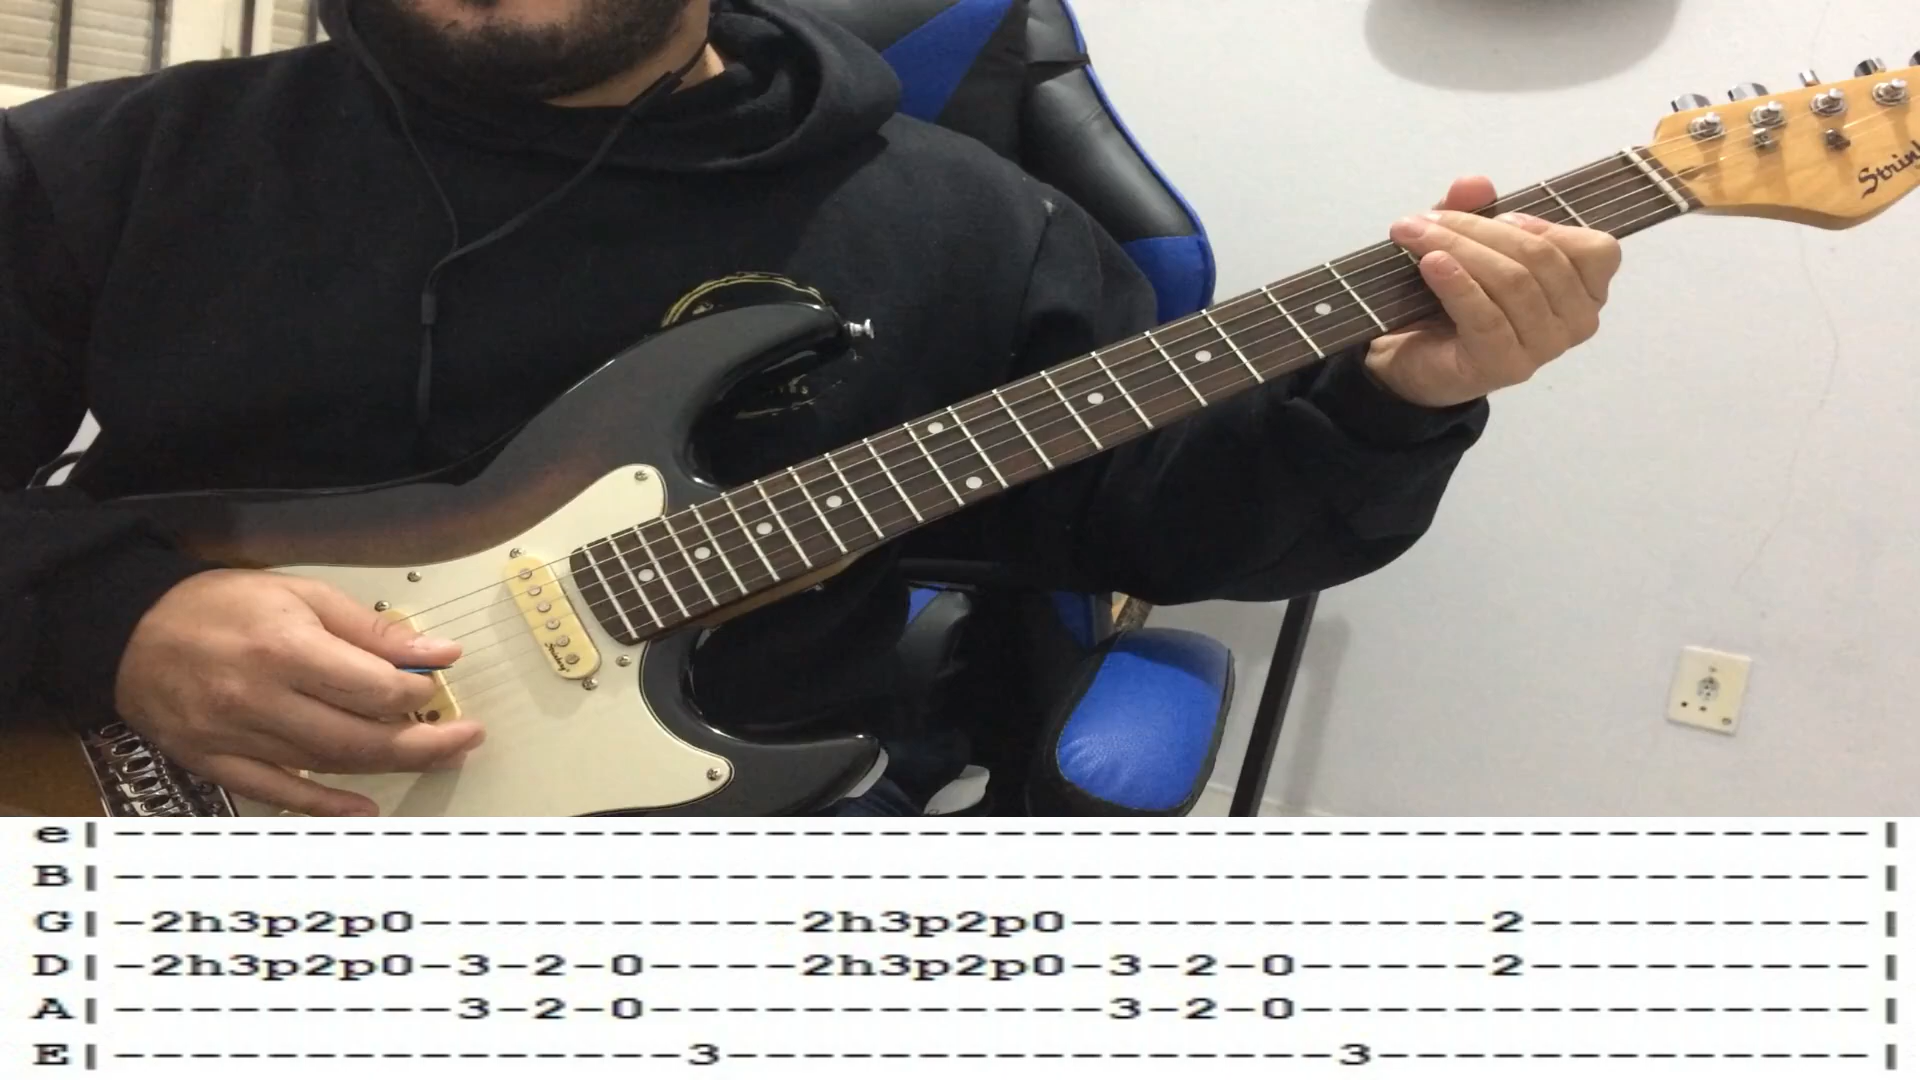 Strin
e|-----------------------------------------------|
B|-----------------------------------------------|
G|-2h3p2p0----------2h3p2p0-----------2---------|
D|-2h3p2p0-3-2-0----2h3p2p0-3-2-0-----2---------|
A|---------3-2-0------------3-2-0---------------|
E|---------------3----------------3-------------|